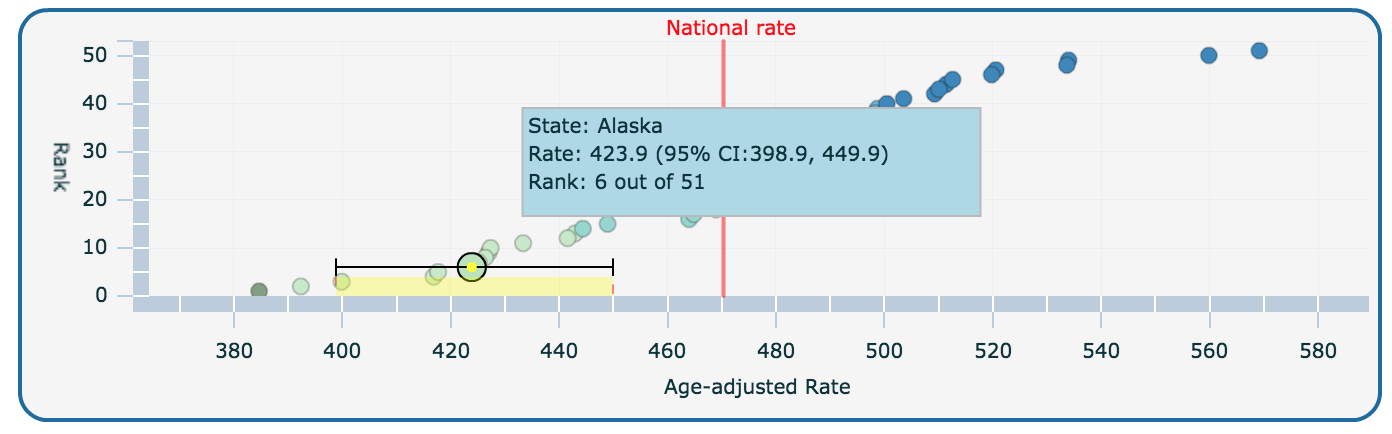 National rate
50
40
30
20
10
0
Rank
State: Alaska
Rate: 423.9 (95% CI:398.9, 449.9)
Rank: 6 out of 51
380 400 420 440 460 480 500 520 540 560 580
Age-adjusted Rate